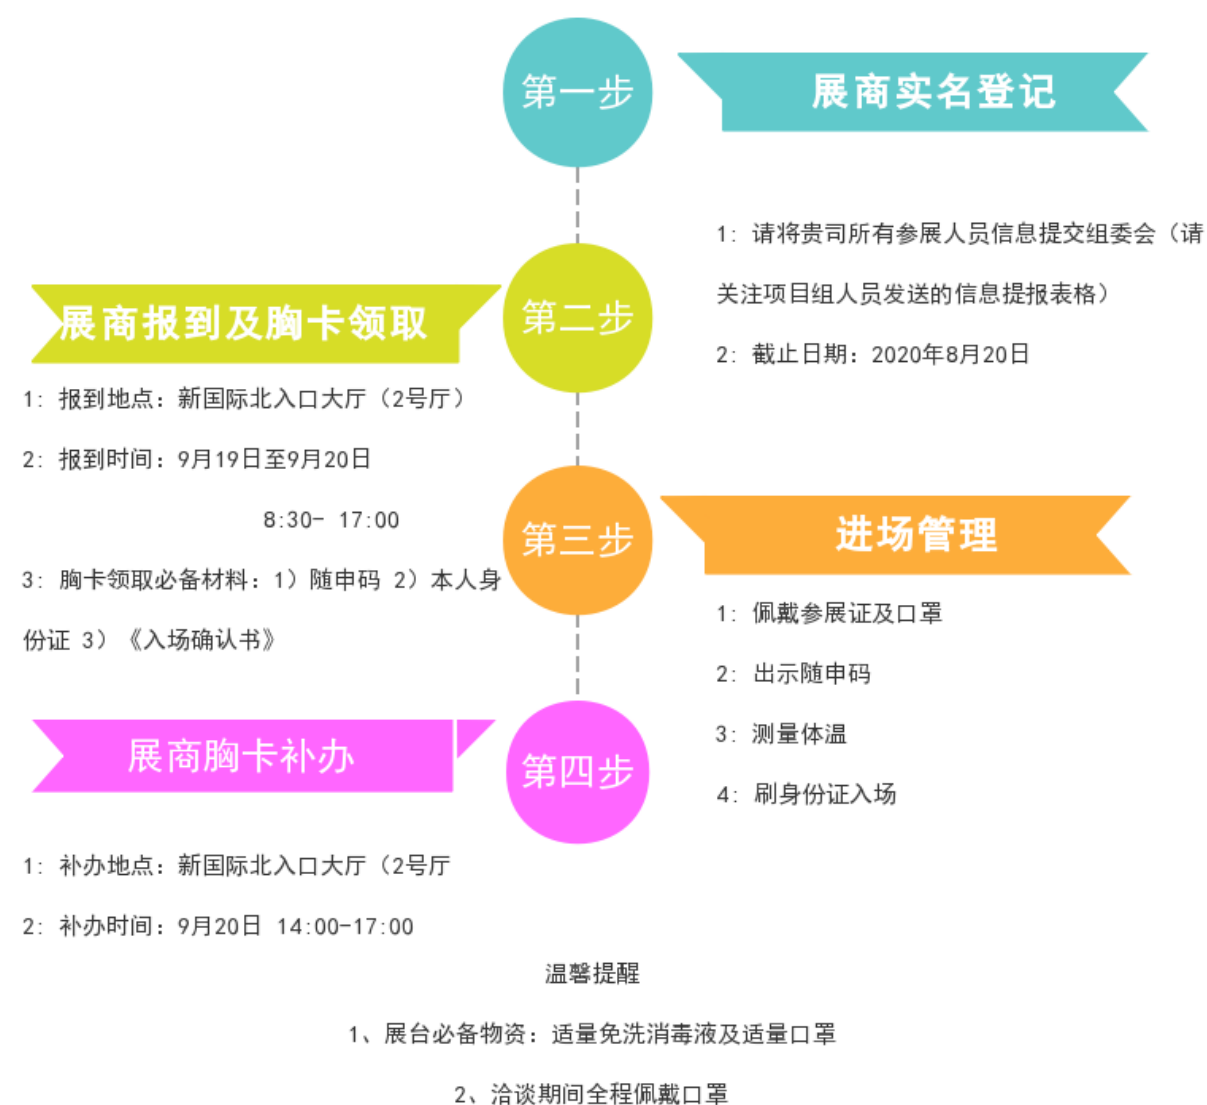 第一步
展商实名登记
1: 请将贵司所有参展人员信息提交组委会（请
关注项目组人员发送的信息提报表格）
2: 截止日期：2020年8月20日
第二步
展商报到及胸卡领取
1: 报到地点：新国际北入口大厅（2号厅）
2: 报到时间：9月19日至9月20日
8:30- 17:00
3: 胸卡领取必备材料：1）随申码 2）本人身
份证 3）《入场确认书》
第三步
进场管理
1: 佩戴参展证及口罩
2: 出示随申码
3: 测量体温
4: 刷身份证入场
第四步
展商胸卡补办
1: 补办地点：新国际北入口大厅（2号厅
2: 补办时间：9月20日 14:00-17:00
温馨提醒
1、展台必备物资：适量免洗消毒液及适量口罩
2、洽谈期间全程佩戴口罩